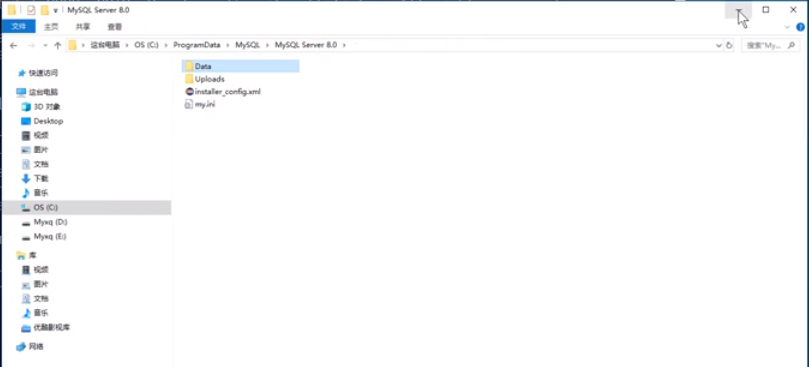 MySQL Server 8.0
文件 主页 共享 查看
这台电脑 OS (C:) ProgramData MySQL MySQL Server 8.0
搜索"My...
快速访问
这台电脑
3D 对象
Desktop
视频
图片
文档
下载
音乐
OS (C:)
Myxq (D:)
Myxq (E:)
库
视频
图片
文档
音乐
优酷影视库
网络
Data
Uploads
installer_config.xml
my.ini